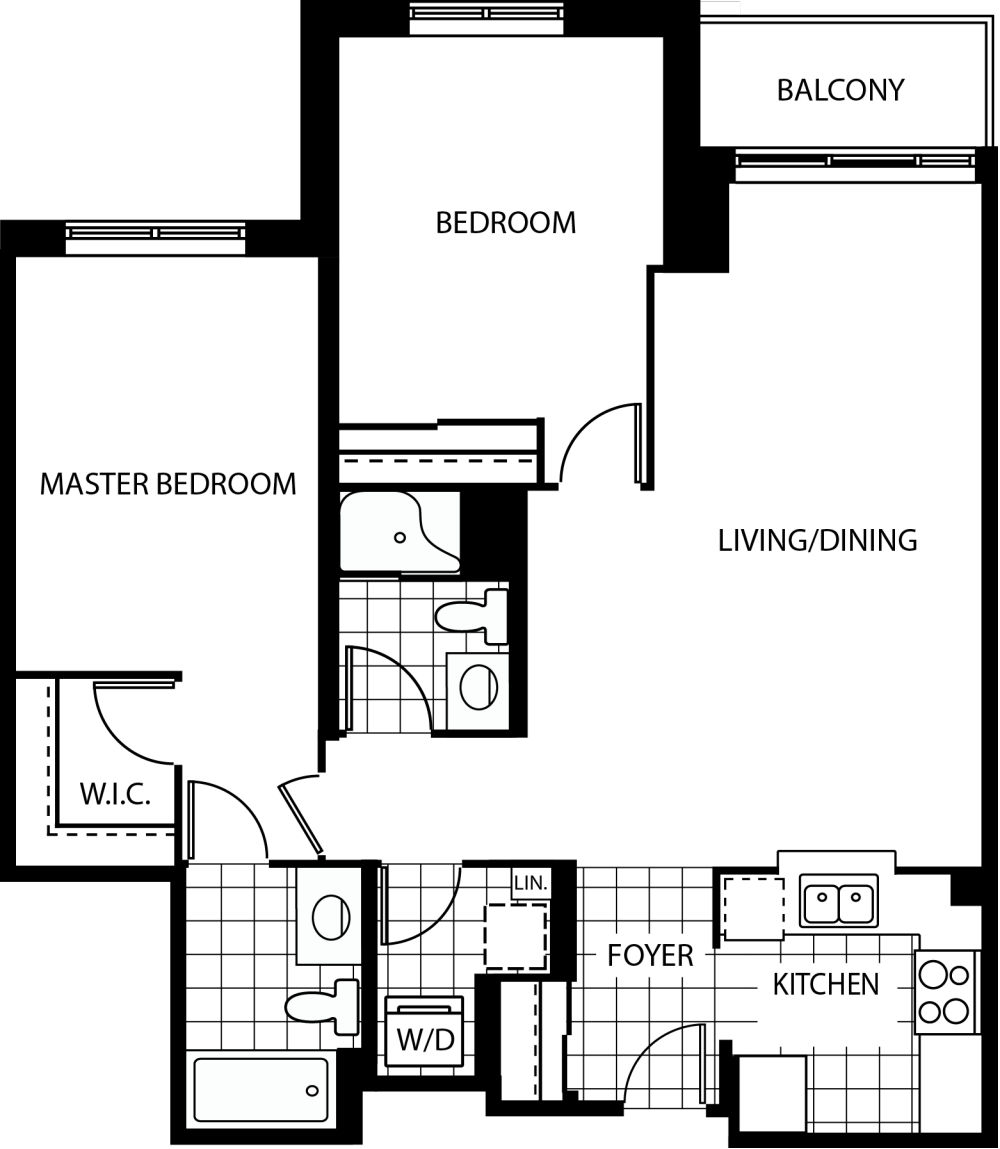 BALCONY
BEDROOM
MASTER BEDROOM
LIVING/DINING
W.I.C.
LIN.
FOYER
KITCHEN
W/D